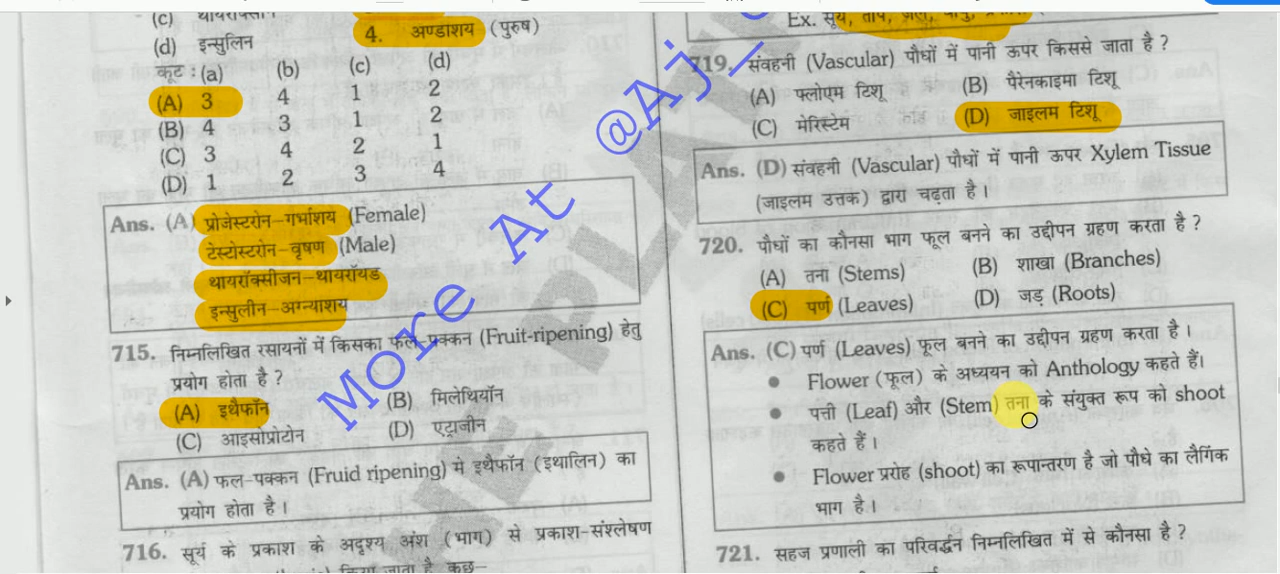 (c)
(d) इन्सुलिन
4. अण्डाशय (पुरुष)
कूट : (a) (b) (c) (d)
(A) 3 4 1 2
(B) 4 3 1 2
(C) 3 4 2 1
(D) 1 2 3 4
Ans. (A) प्रोजेस्टरोन–गर्भाशय (Female)
टेस्टोस्टरोन–वृषण (Male)
थायरॉक्सीजन–थायरॉयड
इन्सुलीन–अग्न्याशय
715. निम्नलिखित रसायनों में किसका फल-प्रक्कन (Fruit-ripening) हेतु
प्रयोग होता है ?
(A) इथैफॉन (B) मिलेथियॉन
(C) आइसोप्रोटोन (D) एट्राजीन
Ans. (A) फल-पक्कन (Fruid ripening) मे इथैफॉन (इथालिन) का
प्रयोग होता है ।
716. सूर्य के प्रकाश के अदृश्य अंश (भाग) से प्रकाश-संश्लेषण
किया जाता है
Ex. सूर्य, ताप,
719. संवहनी (Vascular) पौधों में पानी ऊपर किससे जाता है ?
(A) फ्लोएम टिशू (B) पैरेनकाइमा टिशू
(C) मेरिस्टेम (D) जाइलम टिशू
Ans. (D) संवहनी (Vascular) पौधों में पानी ऊपर Xylem Tissue
(जाइलम उत्तक) द्वारा चढ़ता है ।
720. पौधों का कौनसा भाग फूल बनने का उद्दीपन ग्रहण करता है ?
(A) तना (Stems) (B) शाखा (Branches)
(C) पर्ण (Leaves) (D) जड़ (Roots)
Ans. (C) पर्ण (Leaves) फूल बनने का उद्दीपन ग्रहण करता है ।
Flower (फूल) के अध्ययन को Anthology कहते हैं।
पत्ती (Leaf) और (Stem) तना के संयुक्त रूप को shoot
कहते हैं ।
Flower प्ररोह (shoot) का रूपान्तरण है जो पौधे का लैगिंक
भाग है ।
721. सहज प्रणाली का परिवर्द्धन निम्नलिखित में से कौनसा है ?
More At @Aj_